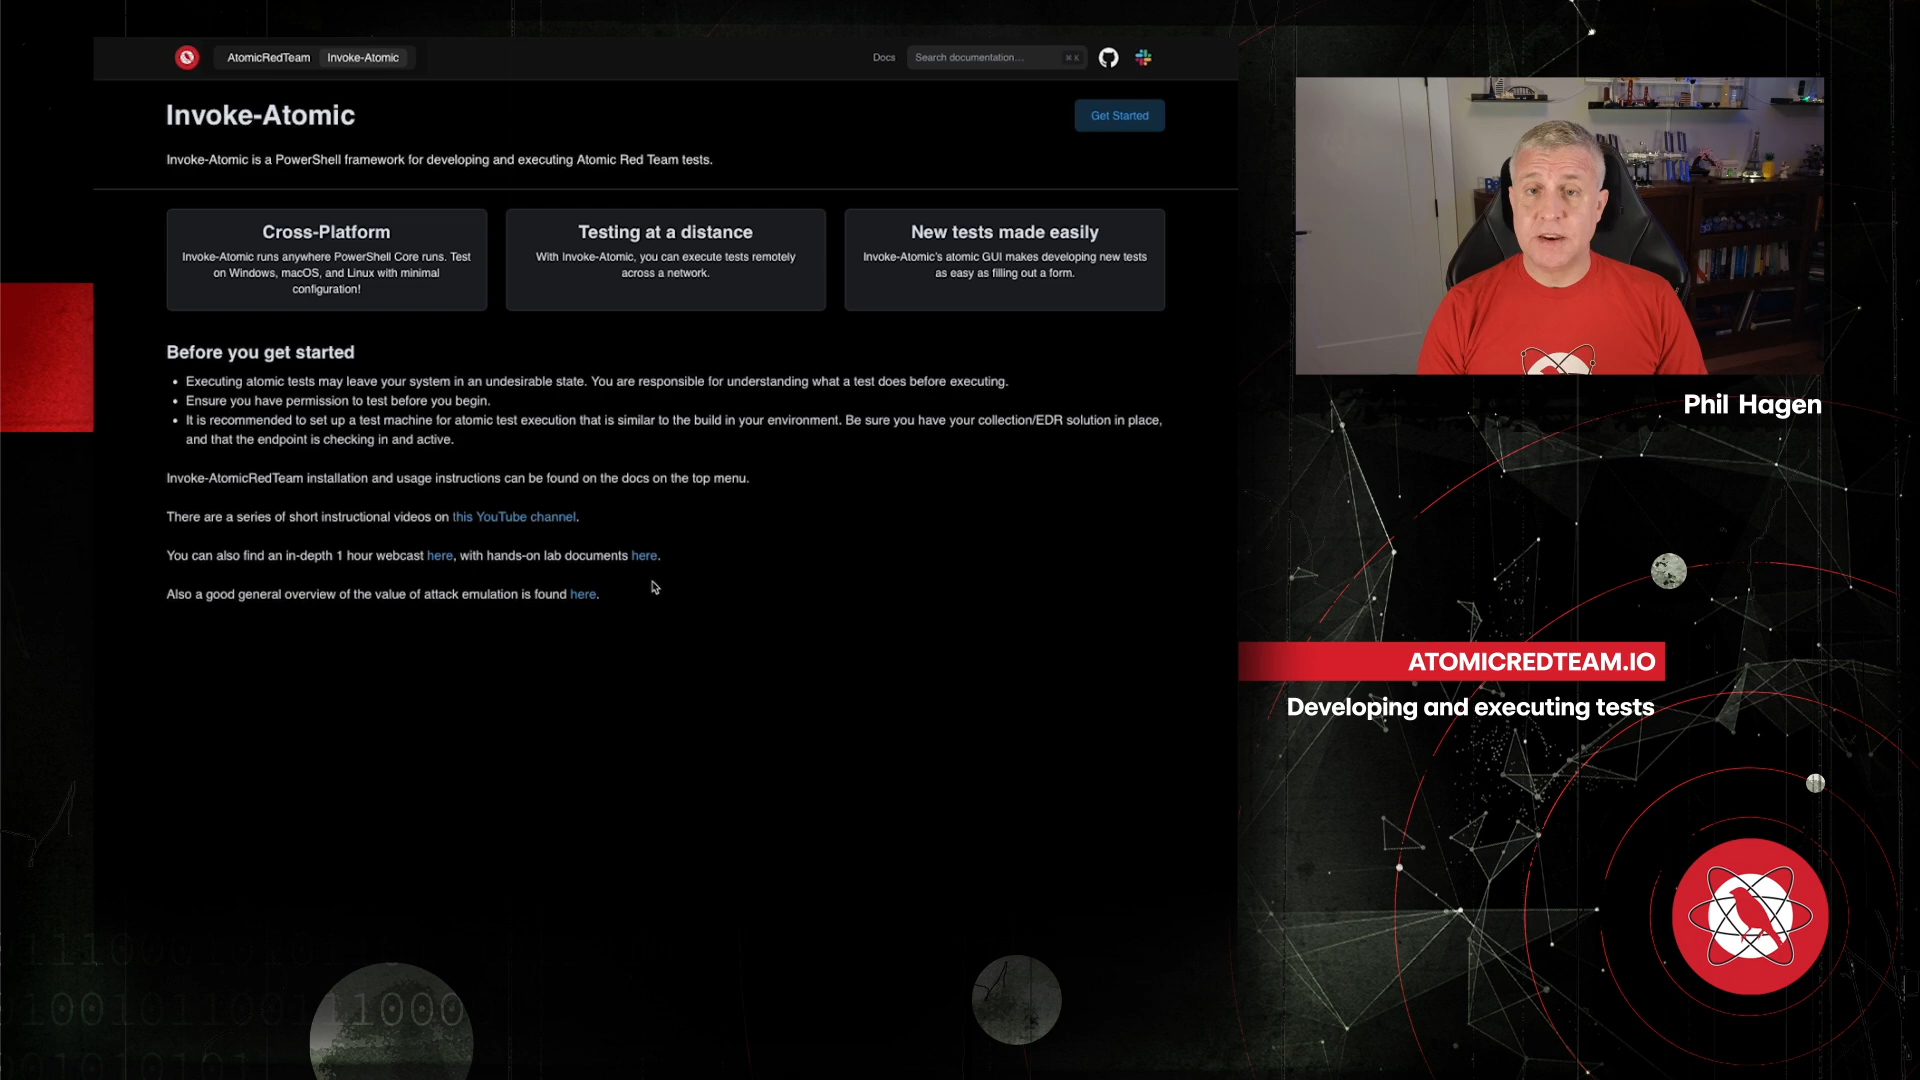 AtomicRedTeam Invoke-Atomic Docs Search documentation... ⌘ K
Invoke-Atomic
Get Started
Invoke-Atomic is a PowerShell framework for developing and executing Atomic Red Team tests.
Cross-Platform
Invoke-Atomic runs anywhere PowerShell Core runs. Test
on Windows, macOS, and Linux with minimal
configuration!
Testing at a distance
With Invoke-Atomic, you can execute tests remotely
across a network.
New tests made easily
Invoke-Atomic's atomic GUI makes developing new tests
as easy as filling out a form.
Before you get started
• Executing atomic tests may leave your system in an undesirable state. You are responsible for understanding what a test does before executing.
• Ensure you have permission to test before you begin.
• It is recommended to set up a test machine for atomic test execution that is similar to the build in your environment. Be sure you have your collection/EDR solution in place,
and that the endpoint is checking in and active.
Invoke-AtomicRedTeam installation and usage instructions can be found on the docs on the top menu.
There are a series of short instructional videos on this YouTube channel.
You can also find an in-depth 1 hour webcast here, with hands-on lab documents here.
Also a good general overview of the value of attack emulation is found here.
Phil Hagen
ATOMICREDTEAM.IO
Developing and executing tests